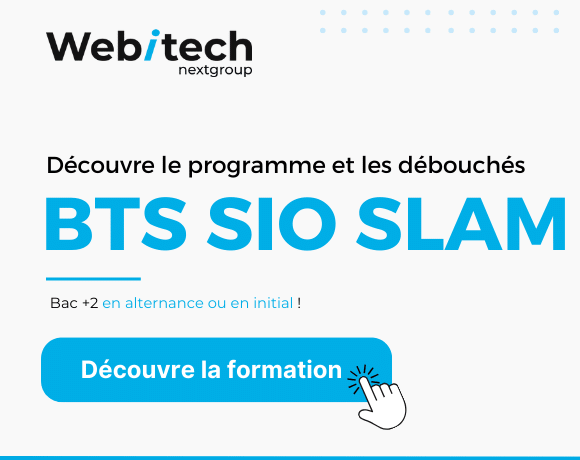 Webitech
nextgroup
Découvre le programme et les débouchés
BTS SIO SLAM
Bac +2 en alternance ou en initial !
Découvre la formation